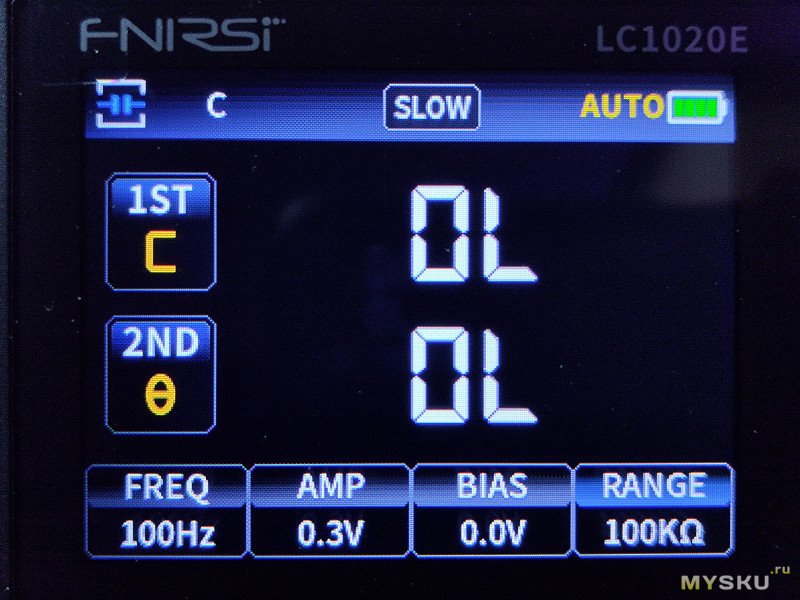 FNIRSI
LC1020E
C SLOW AUTO
1ST
C
OL
2ND
θ
OL
FREQ AMP BIAS RANGE
100Hz 0.3V 0.0V 100KΩ
MYSKU.ru